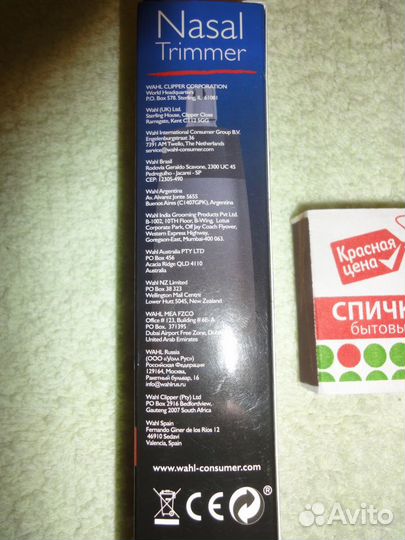 Nasal
Trimmer
WAHL CLIPPER CORPORATION
World Headquarters
P.O. Box 578, Sterling, IL 61081
Wahl (UK) Ltd.
Sterling House, Clipper Close
Ramsgate, Kent CT12 5GG
Wahl International Consumer Group B.V.
Engelenburgstraat 36
7391 AM Twello, The Netherlands
service@wahl-consumer.com
Wahl Brasil
Rodovia Geraldo Scavone, 2300 UC 45
Pedregulho - Jacarei - SP
CEP: 12305-490
Wahl Argentina
Av. Alvarez Jonte 5655
Buenos Aires (C1407GPK), Argentina
Wahl India Grooming Products Pvt Ltd.
B-1002, 10TH Floor, B-Wing, Lotus
Corporate Park, Off Jay Coach Flyover,
Western Express Highway,
Goregaon-East, Mumbai-400 063.
Wahl Australia PTY LTD
PO Box 456
Acacia Ridge QLD 4110
Australia
Wahl NZ Limited
PO Box 38 323
Wellington Mail Centre
Lower Hutt 5045, New Zealand
WAHL MEA FZCO
Office # 123, Building # 6E- A
P.O Box. 371395
Dubai Airport Free Zone, Dubai
United Arab Emirates
WAHL Russia
(ООО «Уолл Рус»)
Российская Федерация
129164, Москва,
Ракетный бульвар, 16
info@wahlrus.ru
Wahl Clipper (Pty) Ltd
PO Box 2916 Bedfordview,
Gauteng 2007 South Africa
Wahl Spain
Fernando Giner de los Ríos 12
46910 Sedavi
Valencia, Spain
www.wahl-consumer.com
CE
®
Красная
цена
СПИЧК
бытовы
Avito